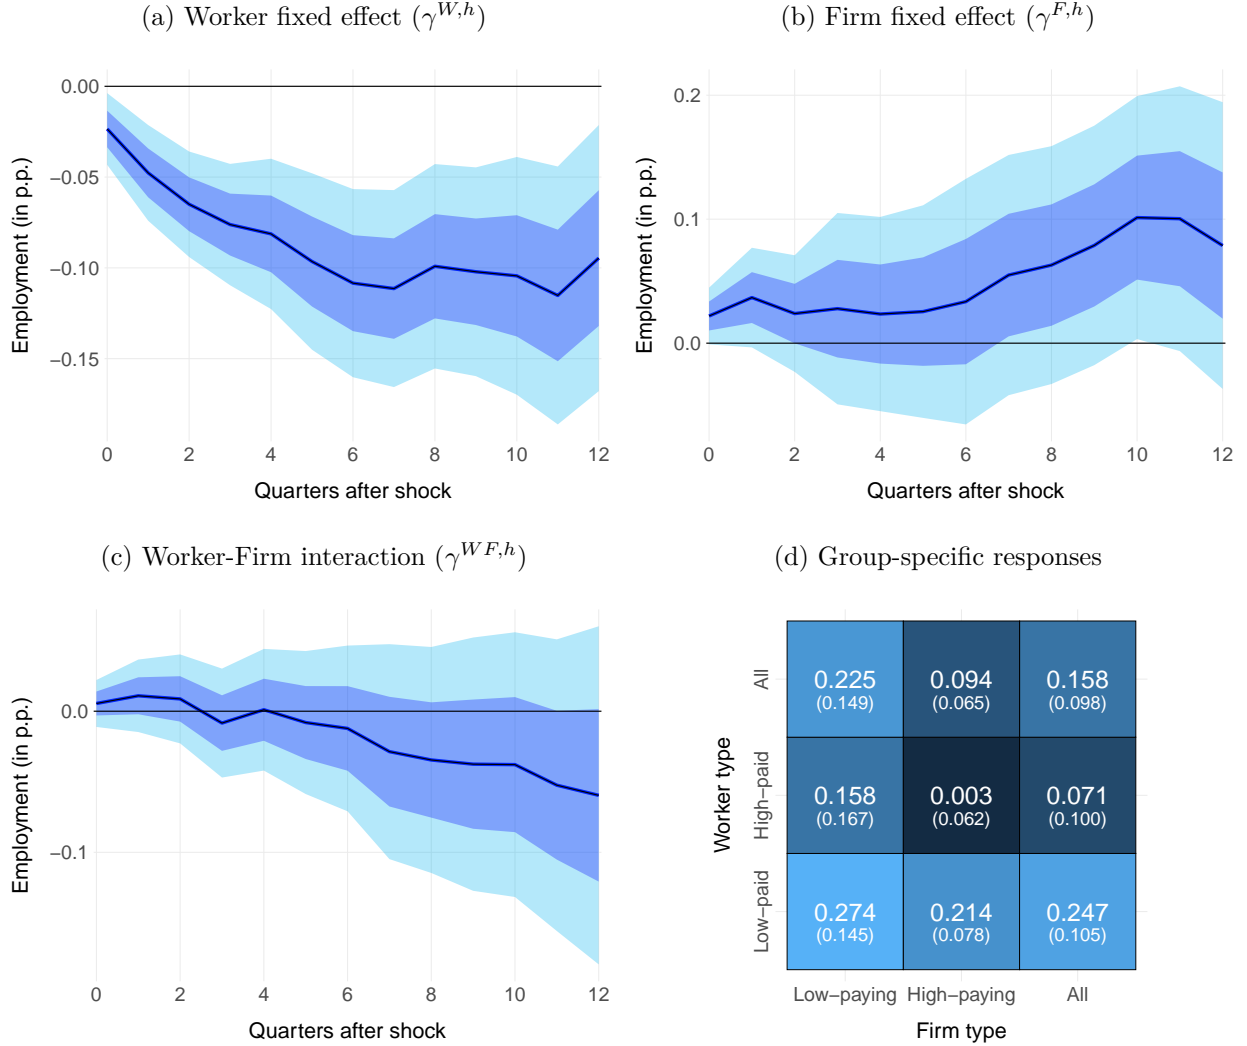 (a) Worker fixed effect (γ^{W,h})
0.00
−0.05
−0.10
−0.15
Employment (in p.p.)
0 2 4 6 8 10 12
Quarters after shock
(b) Firm fixed effect (γ^{F,h})
0.2
0.1
0.0
Employment (in p.p.)
0 2 4 6 8 10 12
Quarters after shock
(c) Worker-Firm interaction (γ^{WF,h})
0.0
−0.1
Employment (in p.p.)
0 2 4 6 8 10 12
Quarters after shock
(d) Group-specific responses
Worker type
All
0.225 0.094 0.158
(0.149) (0.065) (0.098)
High−paid
0.158 0.003 0.071
(0.167) (0.062) (0.100)
Low−paid
0.274 0.214 0.247
(0.145) (0.078) (0.105)
Low−paying High−paying All
Firm type